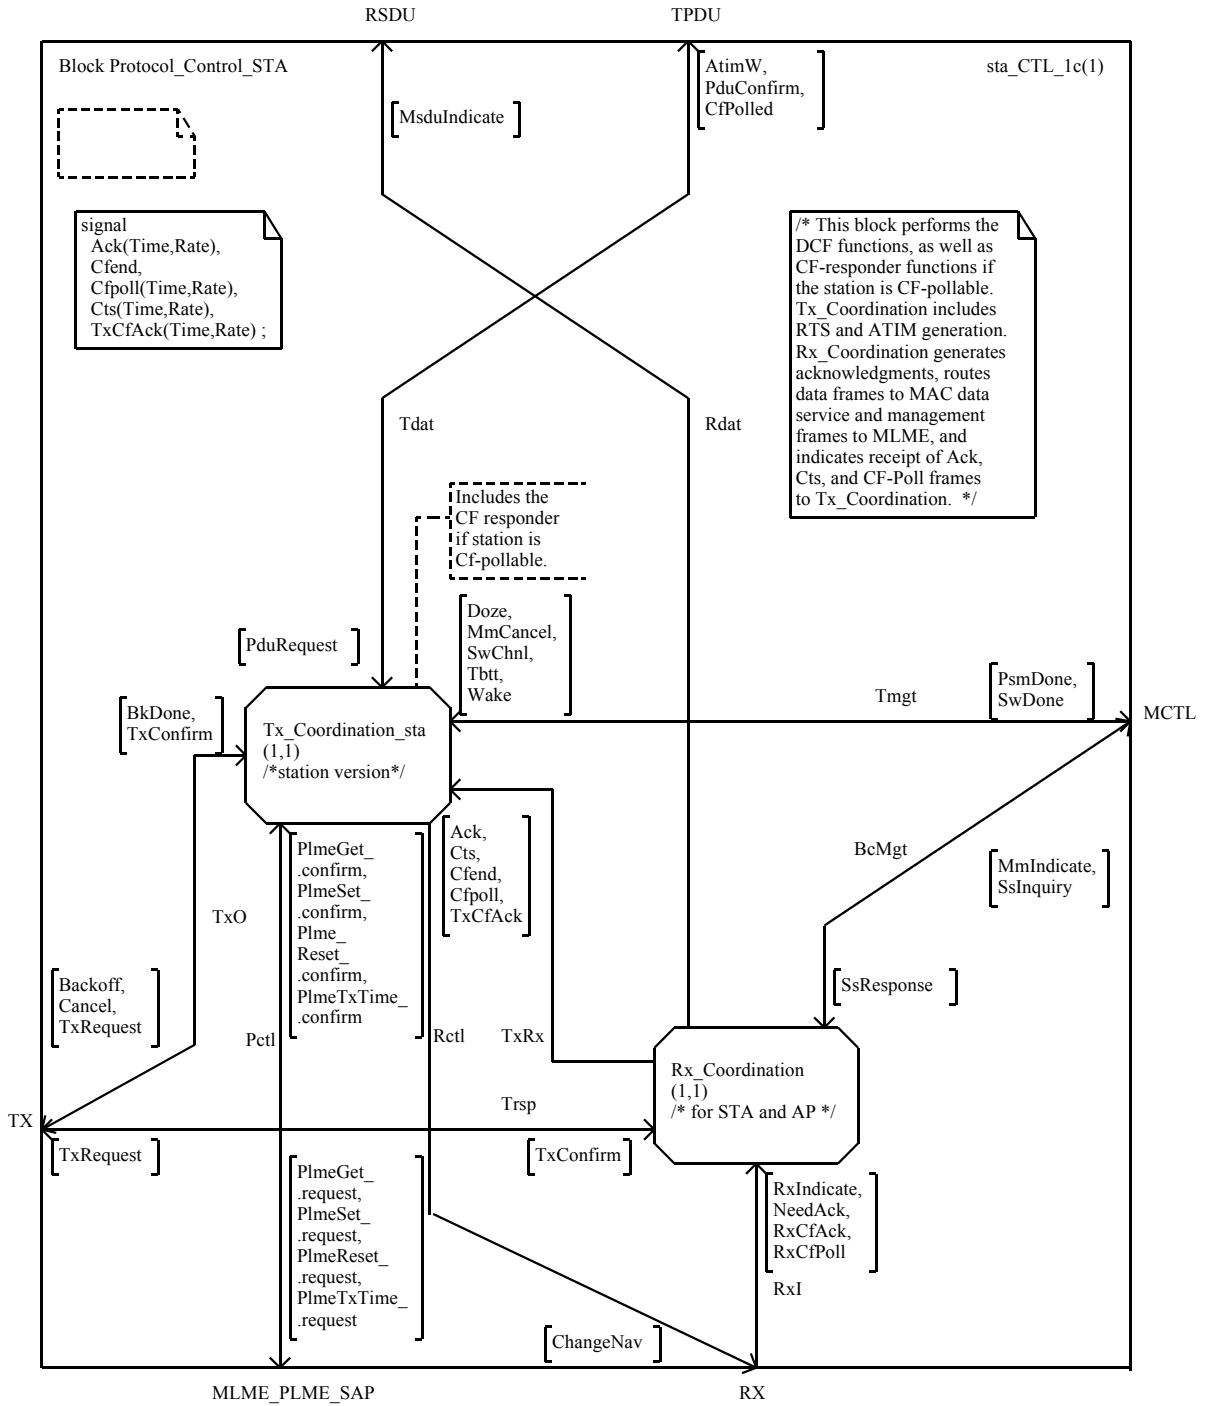 RSDU
TPDU
Block Protocol_Control_STA
sta_CTL_1c(1)
AtimW,
PduConfirm,
CfPolled
MsduIndicate
signal
Ack(Time,Rate),
Cfend,
Cfpoll(Time,Rate),
Cts(Time,Rate),
TxCfAck(Time,Rate) ;
/* This block performs the
DCF functions, as well as
CF-responder functions if
the station is CF-pollable.
Tx_Coordination includes
RTS and ATIM generation.
Rx_Coordination generates
acknowledgments, routes
data frames to MAC data
service and management
frames to MLME, and
indicates receipt of Ack,
Cts, and CF-Poll frames
to Tx_Coordination. */
Tdat
Rdat
Includes the
CF responder
if station is
Cf-pollable.
Doze,
MmCancel,
SwChnl,
Tbtt,
Wake
PduRequest
PsmDone,
SwDone
Tmgt
MCTL
BkDone,
TxConfirm
Tx_Coordination_sta
(1,1)
/*station version*/
Ack,
Cts,
Cfend,
Cfpoll,
TxCfAck
PlmeGet_
.confirm,
PlmeSet_
.confirm,
Plme_
Reset_
.confirm,
PlmeTxTime_
.confirm
BcMgt
MmIndicate,
SsInquiry
TxO
Backoff,
Cancel,
TxRequest
SsResponse
Pctl
Rctl
TxRx
Rx_Coordination
(1,1)
/* for STA and AP */
Trsp
TX
TxRequest
TxConfirm
PlmeGet_
.request,
PlmeSet_
.request,
PlmeReset_
.request,
PlmeTxTime_
.request
RxIndicate,
NeedAck,
RxCfAck,
RxCfPoll
RxI
ChangeNav
MLME_PLME_SAP
RX